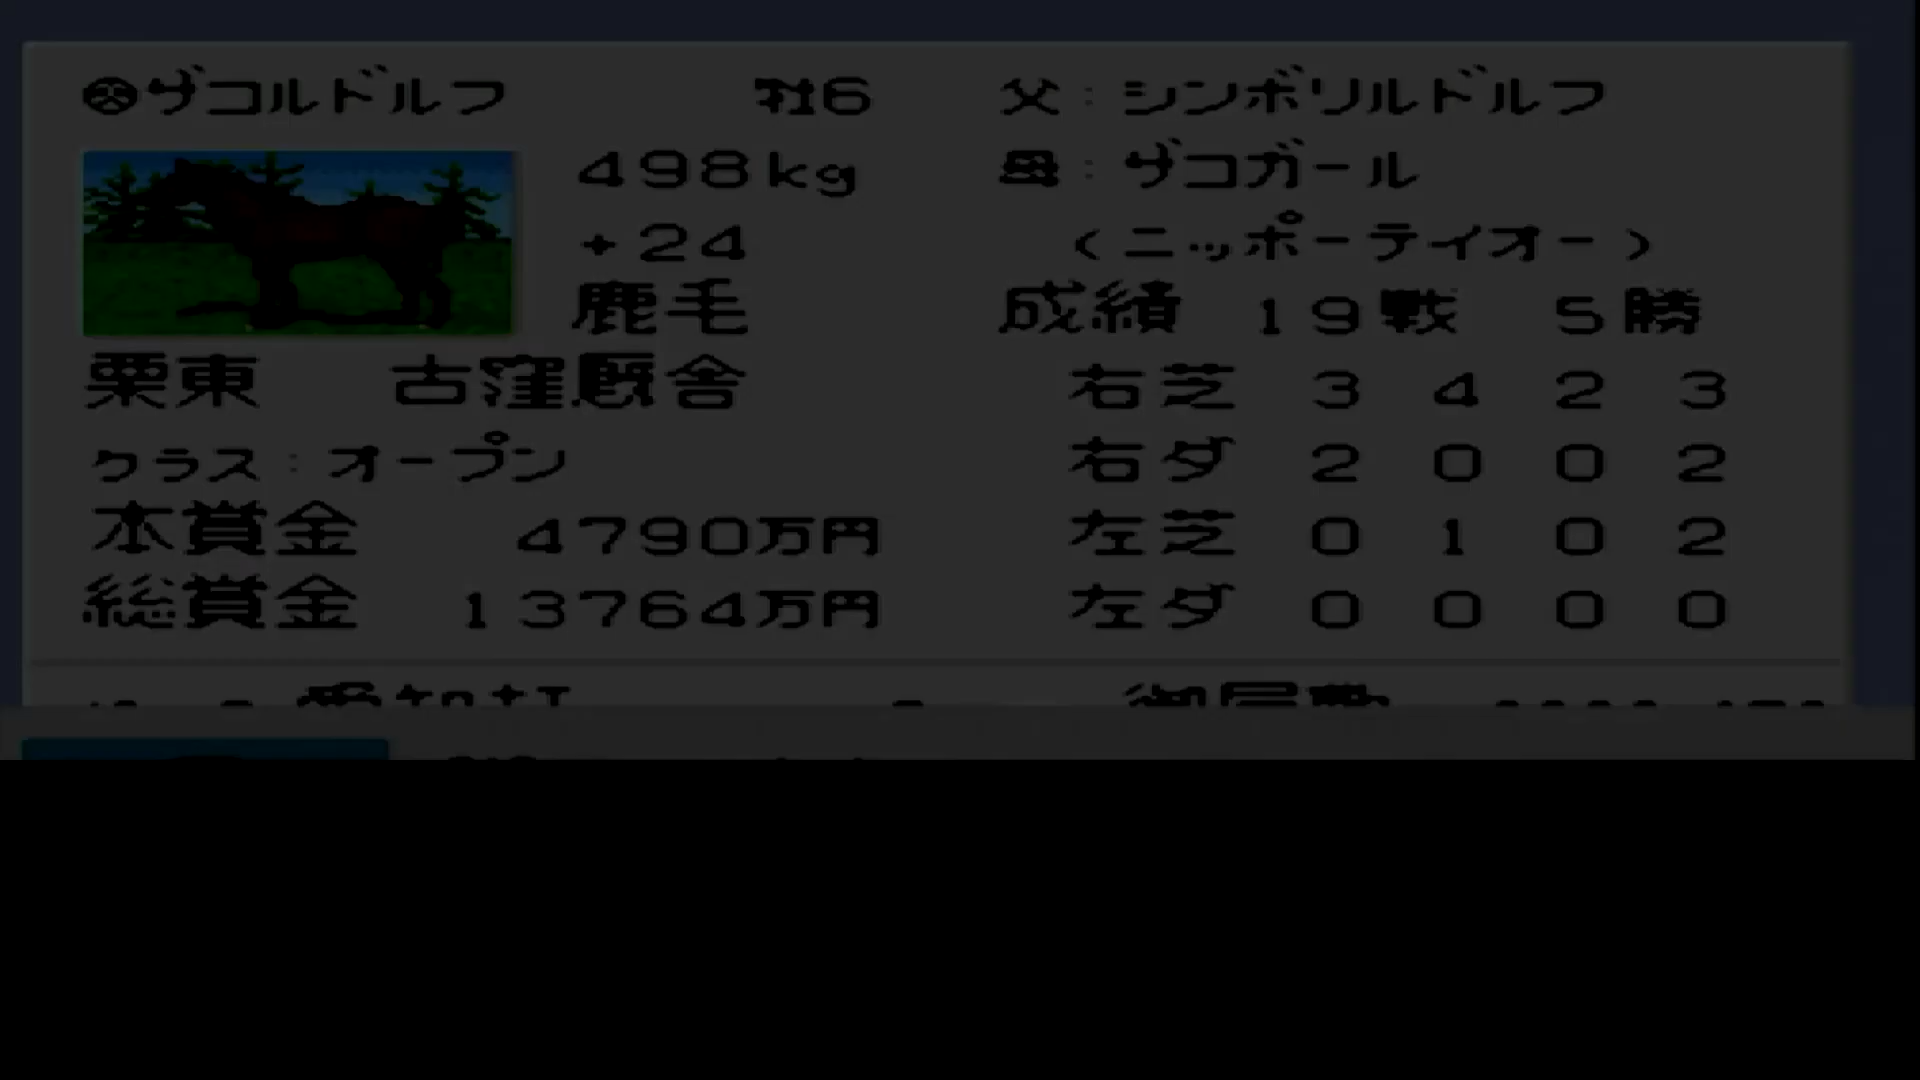 ザコルドルフ 牡6
498kg
+24
鹿毛
栗東 古窪厩舎
クラス:オープン
本賞金 4790万円
総賞金 13764万円
父:シンボリルドルフ
母:ザコガール
(ニッポーテイオー)
成績 19戦 5勝
右芝 3 4 2 3
右ダ 2 0 0 2
左芝 0 1 0 2
左ダ 0 0 0 0